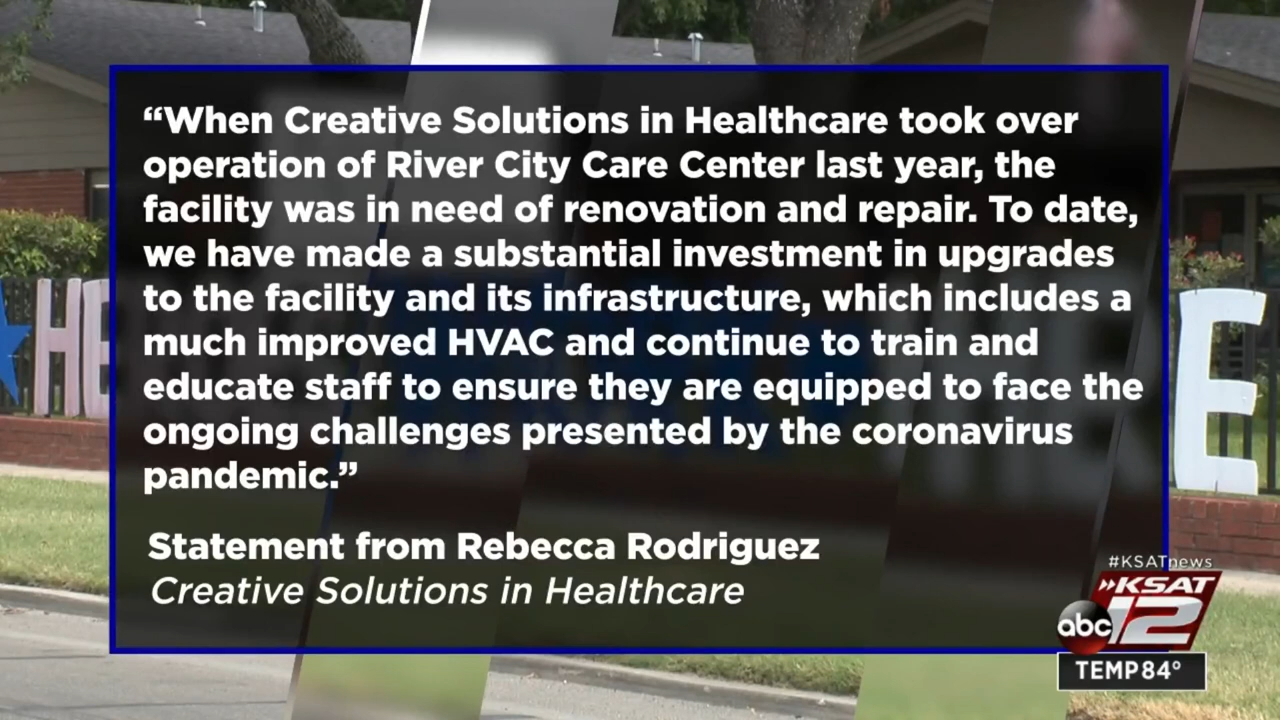 “When Creative Solutions in Healthcare took over
operation of River City Care Center last year, the
facility was in need of renovation and repair. To date,
we have made a substantial investment in upgrades
to the facility and its infrastructure, which includes a
much improved HVAC and continue to train and
educate staff to ensure they are equipped to face the
ongoing challenges presented by the coronavirus
pandemic.”
Statement from Rebecca Rodriguez
Creative Solutions in Healthcare
HE
E
#KSATnews
»KSAT
abc 12
TEMP 84°